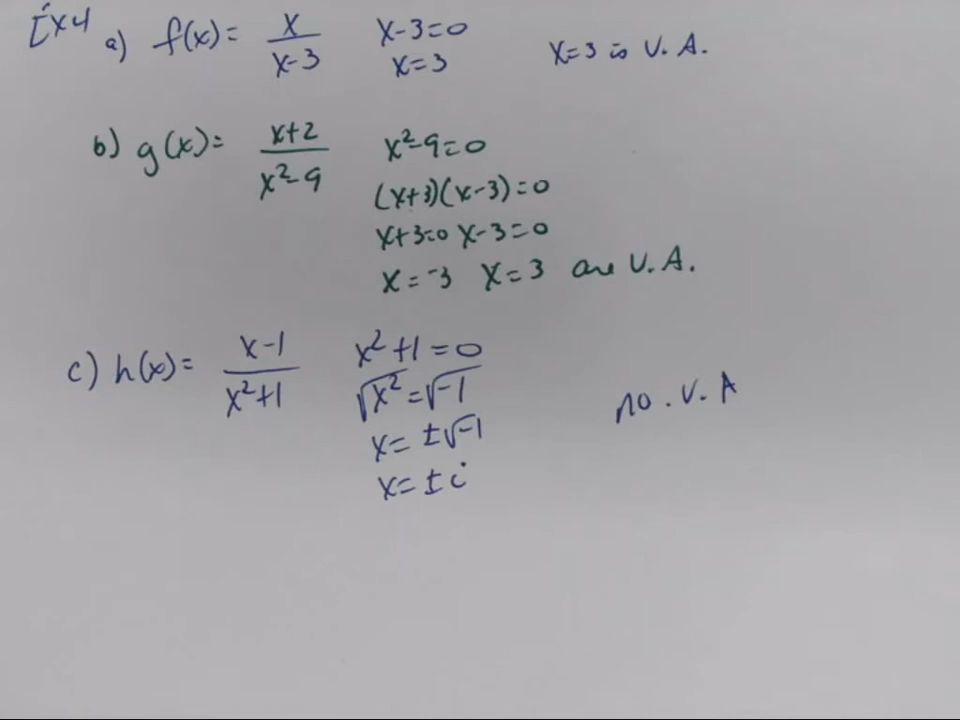 Ex4 a) f(x) = x/(x-3) x-3=0 x=3 x=3 is V.A.
b) g(x) = (x+2)/(x²-9) x²-9=0
(x+3)(x-3)=0
x+3=0 x-3=0
x=-3 x=3 are V.A.
c) h(x) = (x-1)/(x²+1) x²+1=0
√x² = √-1 no. V. A
x= ±√-1
x= ±i